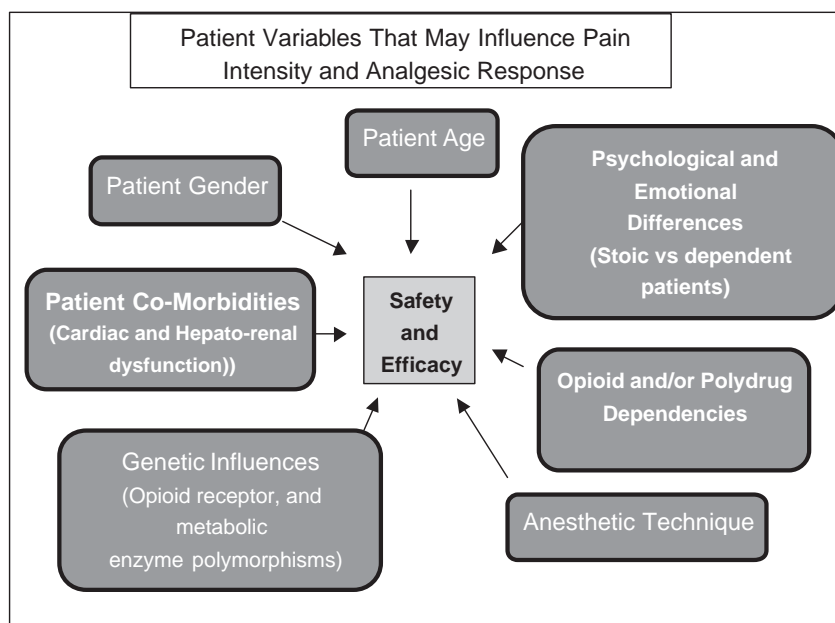 Patient Variables That May Influence Pain
Intensity and Analgesic Response
Patient Age
Patient Gender
Psychological and
Emotional
Differences
(Stoic vs dependent
patients)
Patient Co-Morbidities
(Cardiac and Hepato-renal
dysfunction))
Safety
and
Efficacy
Opioid and/or Polydrug
Dependencies
Genetic Influences
(Opioid receptor, and
metabolic
enzyme polymorphisms)
Anesthetic Technique